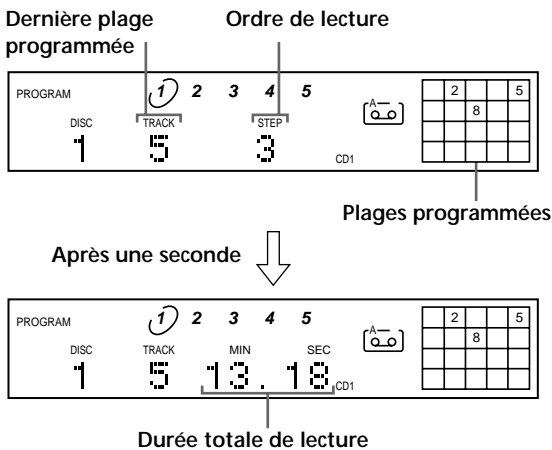 Dernière plage
programmée
Ordre de lecture
PROGRAM 1 2 3 4 5 A 2 5
DISC TRACK STEP 8
1 5 3 CD1
Plages programmées
Après une seconde
PROGRAM 1 2 3 4 5 A 2 5
DISC TRACK MIN SEC 8
1 5 13.18 CD1
Durée totale de lecture